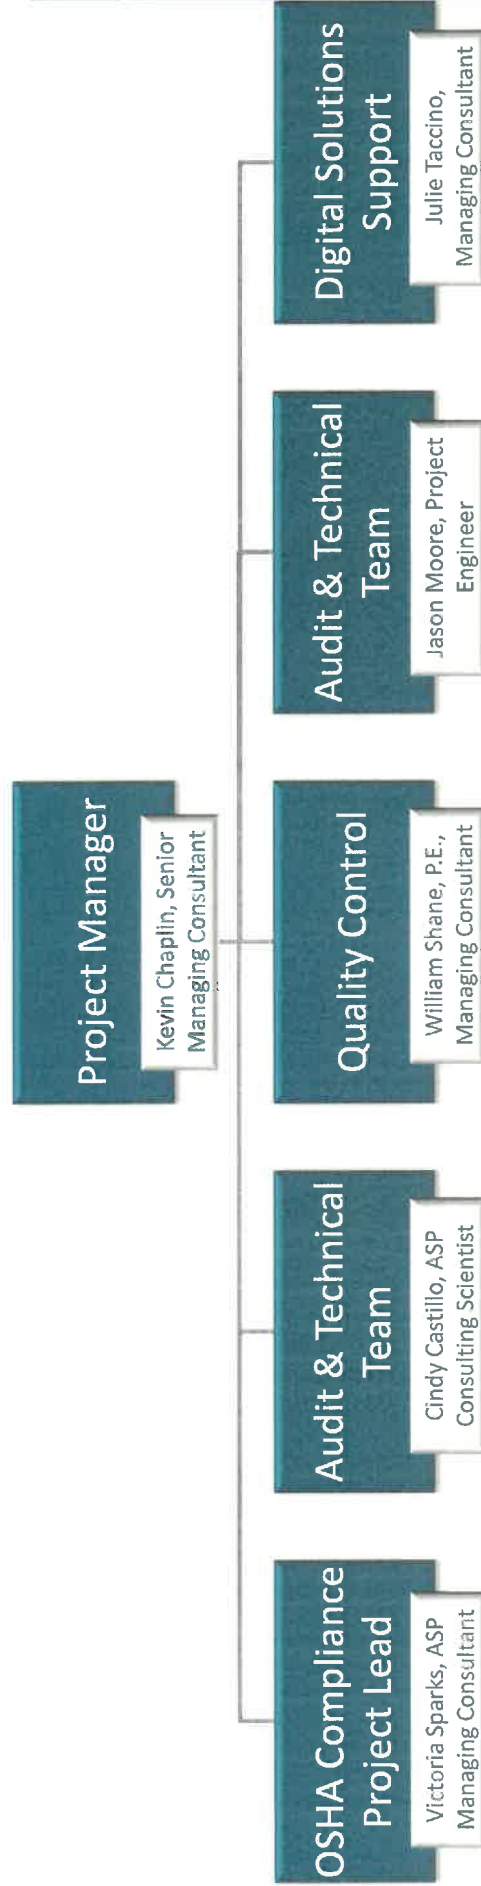 Project Manager
Kevin Chaplin, Senior
Managing Consultant
OSHA Compliance
Project Lead
Victoria Sparks, ASP
Managing Consultant
Audit & Technical
Team
Cindy Castillo, ASP
Consulting Scientist
Quality Control
William Shane, P.E.,
Managing Consultant
Audit & Technical
Team
Jason Moore, Project
Engineer
Digital Solutions
Support
Julie Taccino,
Managing Consultant